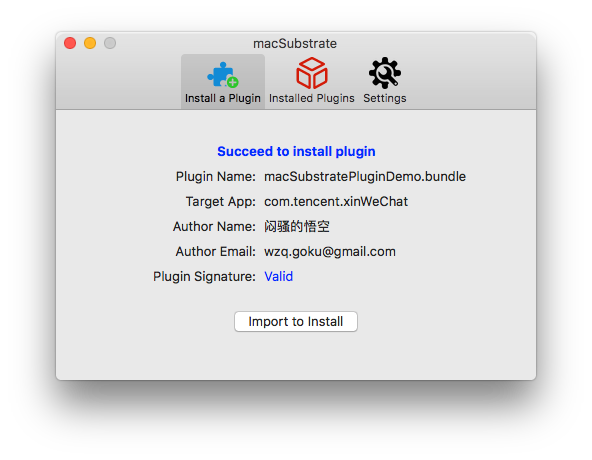 macSubstrate
Install a Plugin Installed Plugins Settings
Succeed to install plugin
Plugin Name: macSubstratePluginDemo.bundle
Target App: com.tencent.xinWeChat
Author Name: 闷骚的悟空
Author Email: wzq.goku@gmail.com
Plugin Signature: Valid
Import to Install